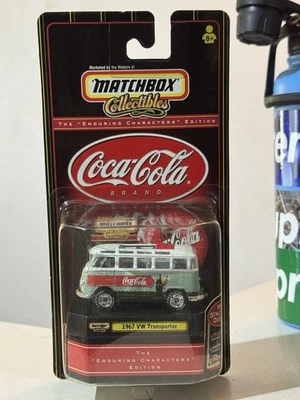 Marketed by the Makers of
MATCHBOX
Collectibles
8+
THE "ENDURING CHARACTERS" EDITION
Coca-Cola
BRAND
Coca-Cola
1967 VW Transporter
THE
"ENDURING CHARACTERS"
EDITION